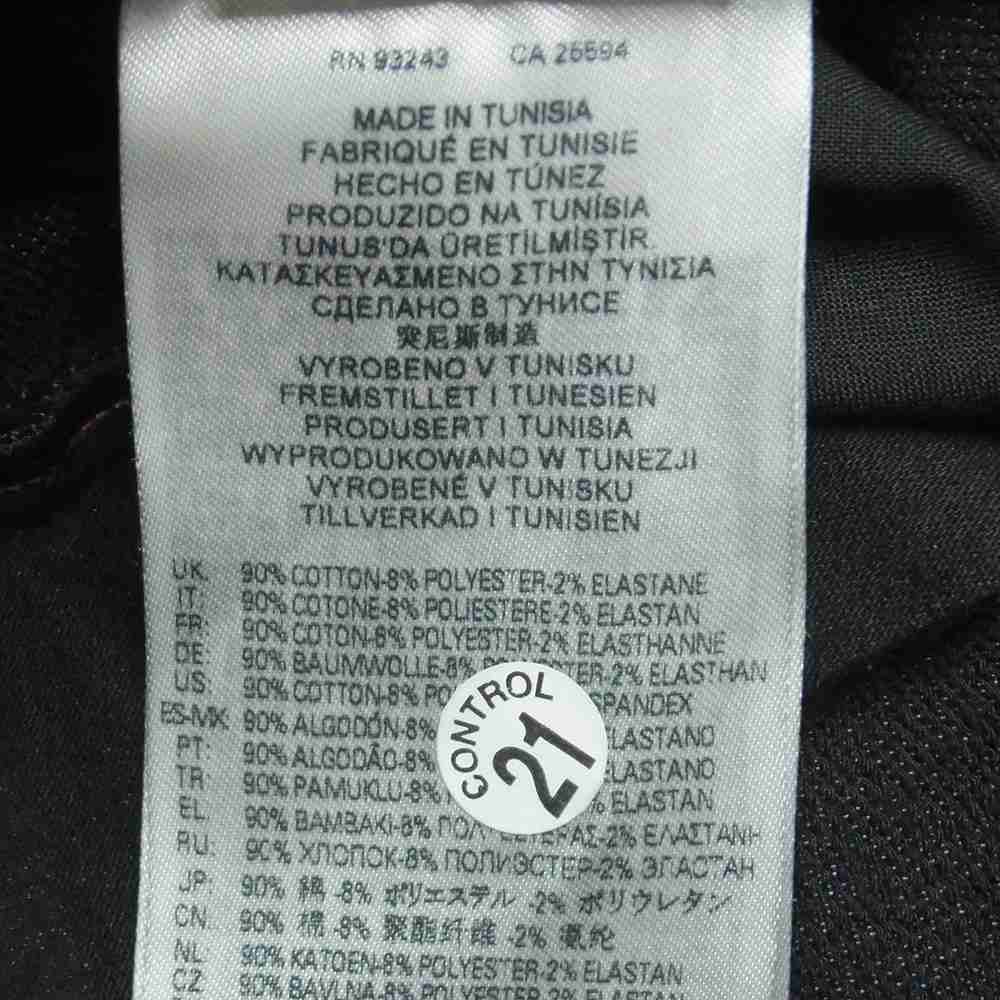 RN 93243 CA 25594
MADE IN TUNISIA
FABRIQUÉ EN TUNISIE
HECHO EN TÚNEZ
PRODUZIDO NA TUNÍSIA
TUNUS'DA ÜRETİLMİŞTİR
ΚΑΤΑΣΚΕΥΑΣΜΕΝΟ ΣΤΗΝ ΤΥΝΙΣΙΑ
СДЕЛАНО В ТУНИСЕ
突尼斯制造
VYROBENO V TUNISKU
FREMSTILLET I TUNESIEN
PRODUSERT I TUNISIA
WYPRODUKOWANO W TUNEZJI
VYROBENÉ V TUNISKU
TILLVERKAD I TUNISIEN
UK: 90% COTTON-8% POLYESTER-2% ELASTANE
IT: 90% COTONE-8% POLIESTERE-2% ELASTAN
FR: 90% COTON-8% POLYESTER-2% ELASTHANNE
DE: 90% BAUMWOLLE-8% TER-2% ELASTHAN
US: 90% COTTON-8% PO SPANDEX
ES-MX: 90% ALGODÓN-8% LASTANO
PT: 90% ALGODÃO-8% LASTANO
TR: 90% PAMUKLU-8% % ELASTAN
EL: 90% ΒΑΜΒΑΚΙ-8% ΠΟΛ ΕΡΑΣ-2% ΕΛΑΣΤΑΝΗ
RU: 90% ХЛОПОК-8% ПОЛИЭСТЕР-2% ЭЛАСТАН
JP: 90% 綿 -8% ポリエステル -2% ポリウレタン
CN: 90% 棉 -8% 聚酯纤维 -2% 氨纶
NL: 90% KATOEN-8% POLYESTER-2% ELASTAN
CZ 90% BAVLNA-8% POLYESTER-2% ELASTAN
CONTROL
21